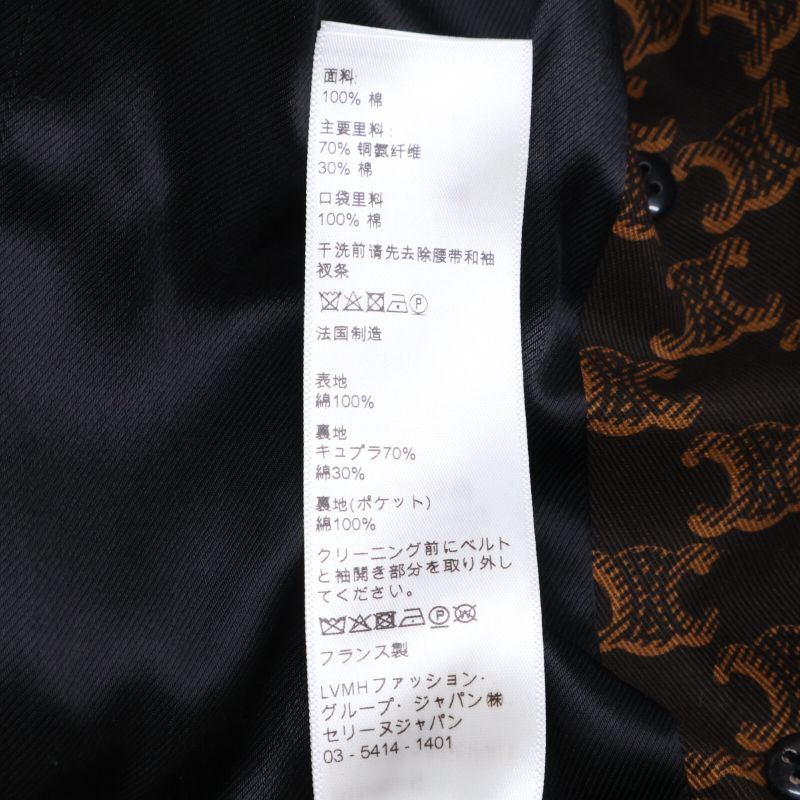 面料:
100% 棉
主要里料:
70% 铜氨纤维
30% 棉
口袋里料
100% 棉
干洗前请先去除腰带和袖
衩条
P
法国制造
表地
綿100%
裏地
キュプラ70%
綿30%
裏地(ポケット)
綿100%
クリーニング前にベルト
と袖開き部分を取り外し
てください。
P W
フランス製
LVMHファッション・
グループ・ジャパン㈱
セリーヌジャパン
03 - 5414 - 1401